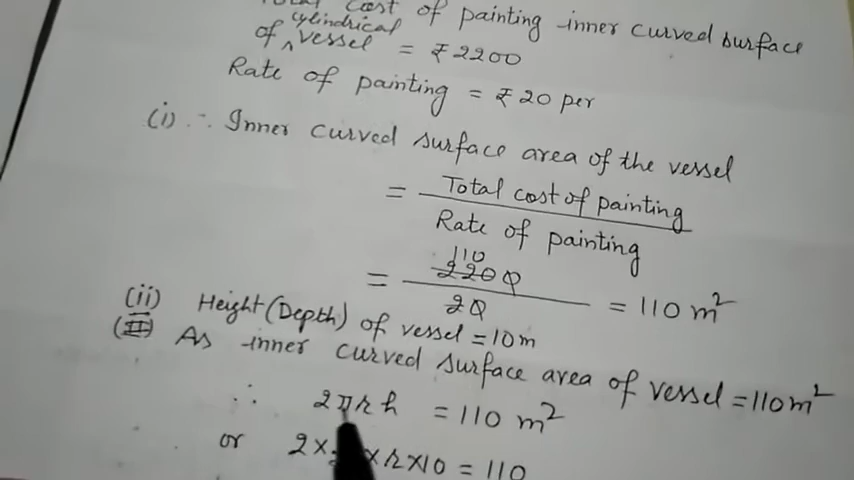 Total cost of painting inner curved surface
of cylindrical vessel = ₹2200
Rate of painting = ₹20 per
(i) ∴ Inner curved surface area of the vessel
= Total cost of painting
Rate of painting
110
= 2200
20 = 110 m²
(ii) Height (Depth) of vessel = 10m
As inner curved surface area of vessel = 110m²
∴ 2πrh = 110 m²
or 2× ×r×10 = 110